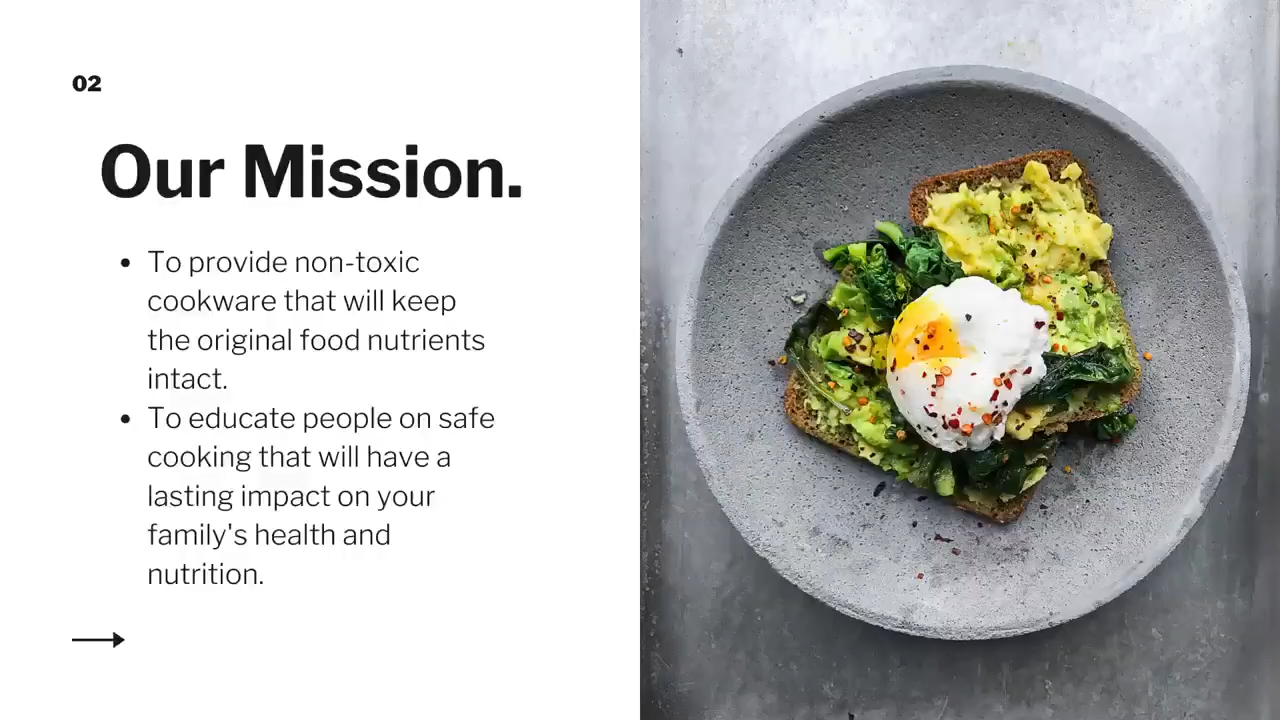 02
Our Mission.
• To provide non-toxic
cookware that will keep
the original food nutrients
intact.
• To educate people on safe
cooking that will have a
lasting impact on your
family's health and
nutrition.